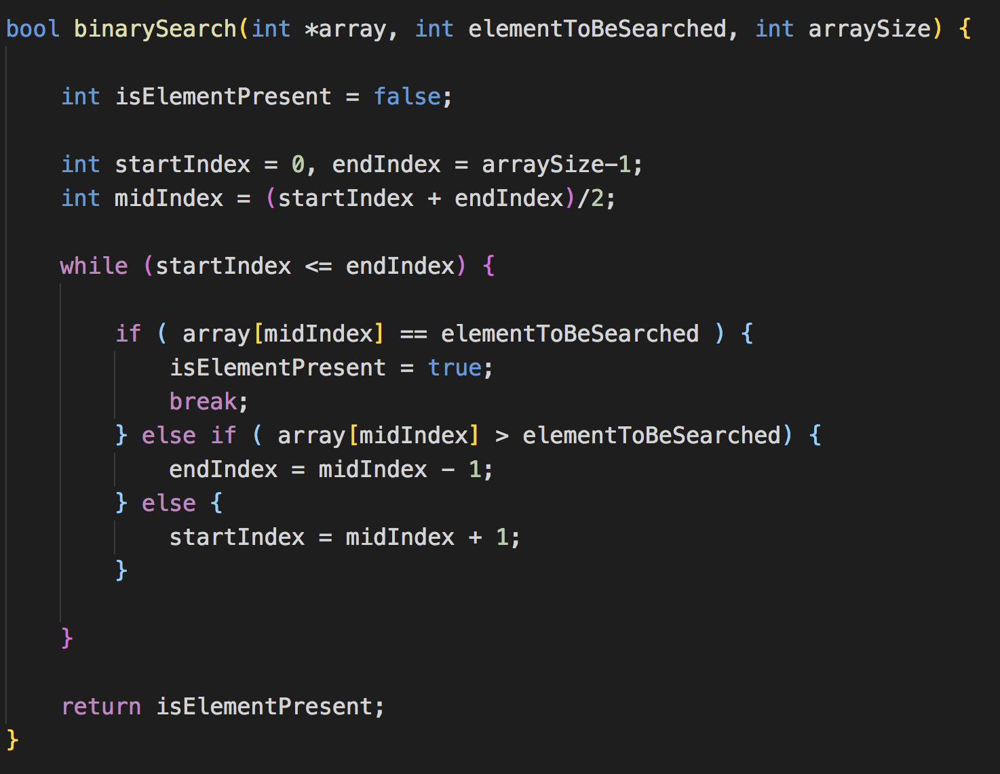 bool binarySearch(int *array, int elementToBeSearched, int arraySize) {
int isElementPresent = false;
int startIndex = 0, endIndex = arraySize-1;
int midIndex = (startIndex + endIndex)/2;
while (startIndex <= endIndex) {
if ( array[midIndex] == elementToBeSearched ) {
isElementPresent = true;
break;
} else if ( array[midIndex] > elementToBeSearched) {
endIndex = midIndex - 1;
} else {
startIndex = midIndex + 1;
}
}
return isElementPresent;
}